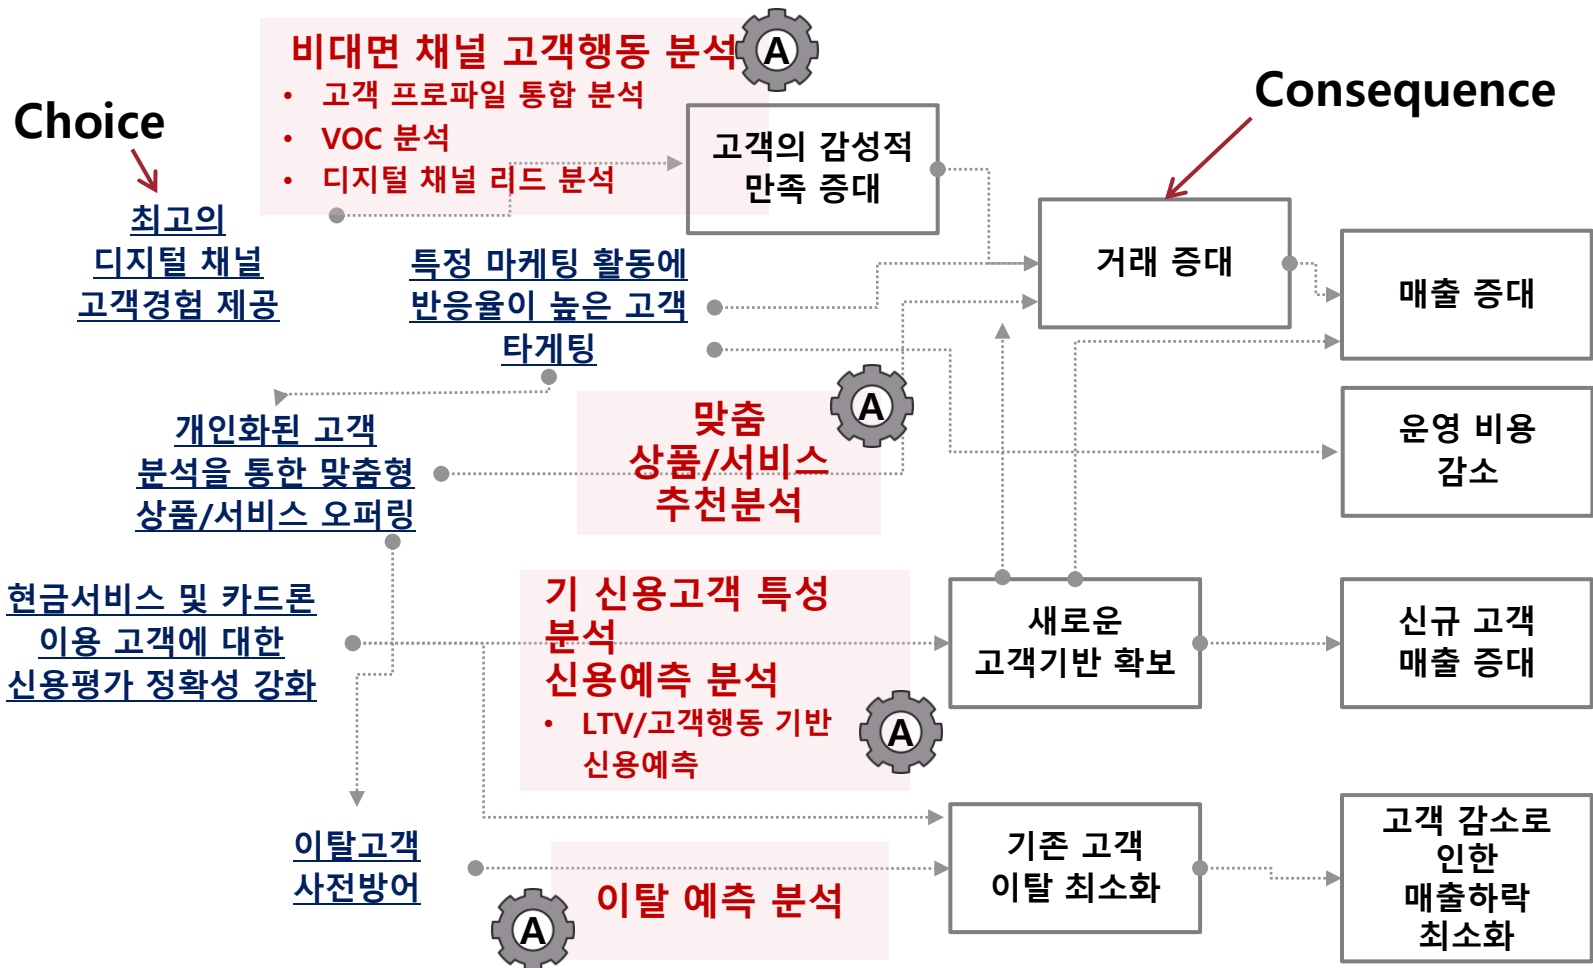 비대면 채널 고객행동 분석
A
• 고객 프로파일 통합 분석
• VOC 분석
• 디지털 채널 리드 분석
Choice
Consequence
최고의
디지털 채널
고객경험 제공
고객의 감성적
만족 증대
거래 증대
매출 증대
특정 마케팅 활동에
반응율이 높은 고객
타게팅
운영 비용
감소
개인화된 고객
분석을 통한 맞춤형
상품/서비스 오퍼링
맞춤
상품/서비스
추천분석
A
현금서비스 및 카드론
이용 고객에 대한
신용평가 정확성 강화
기 신용고객 특성
분석
신용예측 분석
• LTV/고객행동 기반
신용예측
A
새로운
고객기반 확보
신규 고객
매출 증대
이탈고객
사전방어
이탈 예측 분석
A
기존 고객
이탈 최소화
고객 감소로
인한
매출하락
최소화